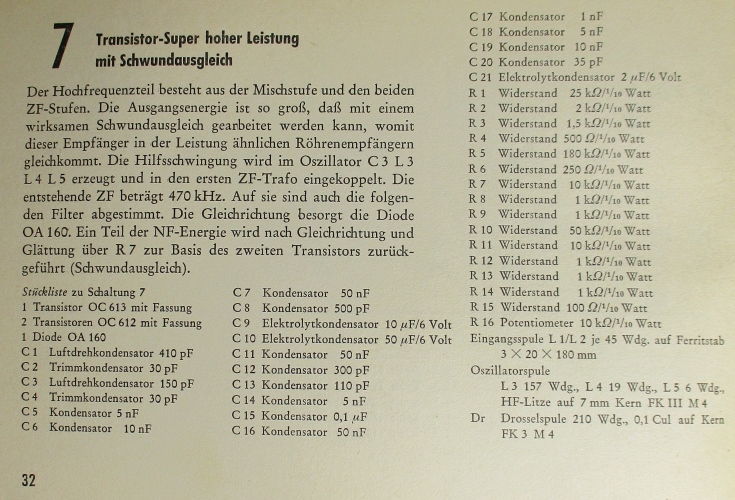 7
Transistor-Super hoher Leistung
mit Schwundausgleich
Der Hochfrequenzteil besteht aus der Mischstufe und den beiden
ZF-Stufen. Die Ausgangsenergie ist so groß, daß mit einem
wirksamen Schwundausgleich gearbeitet werden kann, womit
dieser Empfänger in der Leistung ähnlichen Röhrenempfängern
gleichkommt. Die Hilfsschwingung wird im Oszillator C 3 L 3
L 4 L 5 erzeugt und in den ersten ZF-Trafo eingekoppelt. Die
entstehende ZF beträgt 470 kHz. Auf sie sind auch die folgen-
den Filter abgestimmt. Die Gleichrichtung besorgt die Diode
OA 160. Ein Teil der NF-Energie wird nach Gleichrichtung und
Glättung über R 7 zur Basis des zweiten Transistors zurück-
geführt (Schwundausgleich).
Stückliste zu Schaltung 7
1 Transistor OC 613 mit Fassung
2 Transistoren OC 612 mit Fassung
1 Diode OA 160
C 1 Luftdrehkondensator 410 pF
C 2 Trimmkondensator 30 pF
C 3 Luftdrehkondensator 150 pF
C 4 Trimmkondensator 30 pF
C 5 Kondensator 5 nF
C 6 Kondensator 10 nF
C 7 Kondensator 50 nF
C 8 Kondensator 500 pF
C 9 Elektrolytkondensator 10 µF/6 Volt
C 10 Elektrolytkondensator 50 µF/6 Volt
C 11 Kondensator 50 nF
C 12 Kondensator 300 pF
C 13 Kondensator 110 pF
C 14 Kondensator 5 nF
C 15 Kondensator 0,1 µF
C 16 Kondensator 50 nF
C 17 Kondensator 1 nF
C 18 Kondensator 5 nF
C 19 Kondensator 10 nF
C 20 Kondensator 35 pF
C 21 Elektrolytkondensator 2 µF/6 Volt
R 1 Widerstand 25 kΩ/¹/₁₀ Watt
R 2 Widerstand 2 kΩ/¹/₁₀ Watt
R 3 Widerstand 1,5 kΩ/¹/₁₀ Watt
R 4 Widerstand 500 Ω/¹/₁₀ Watt
R 5 Widerstand 180 kΩ/¹/₁₀ Watt
R 6 Widerstand 250 Ω/¹/₁₀ Watt
R 7 Widerstand 10 kΩ/¹/₁₀ Watt
R 8 Widerstand 1 kΩ/¹/₁₀ Watt
R 9 Widerstand 1 kΩ/¹/₁₀ Watt
R 10 Widerstand 50 kΩ/¹/₁₀ Watt
R 11 Widerstand 10 kΩ/¹/₁₀ Watt
R 12 Widerstand 1 kΩ/¹/₁₀ Watt
R 13 Widerstand 1 kΩ/¹/₁₀ Watt
R 14 Widerstand 1 kΩ/¹/₁₀ Watt
R 15 Widerstand 100 Ω/¹/₁₀ Watt
R 16 Potentiometer 10 kΩ/¹/₁₀ Watt
Eingangsspule L 1/L 2 je 45 Wdg. auf Ferritstab
3 × 20 × 180 mm
Oszillatorspule
L 3 157 Wdg., L 4 19 Wdg., L 5 6 Wdg.,
HF-Litze auf 7 mm Kern FK III M 4
Dr Drosselspule 210 Wdg., 0,1 Cul auf Kern
FK 3 M 4
32